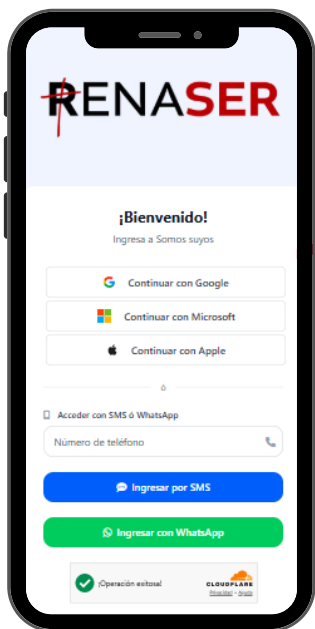 RENASER
¡Bienvenido!
Ingresa a Somos suyos
Continuar con Google
Continuar con Microsoft
Continuar con Apple
ò
Acceder con SMS ó WhatsApp
Número de teléfono
Ingresar por SMS
Ingresar con WhatsApp
¡Operación exitosa!
CLOUDFLARE
Privacidad • Ayuda